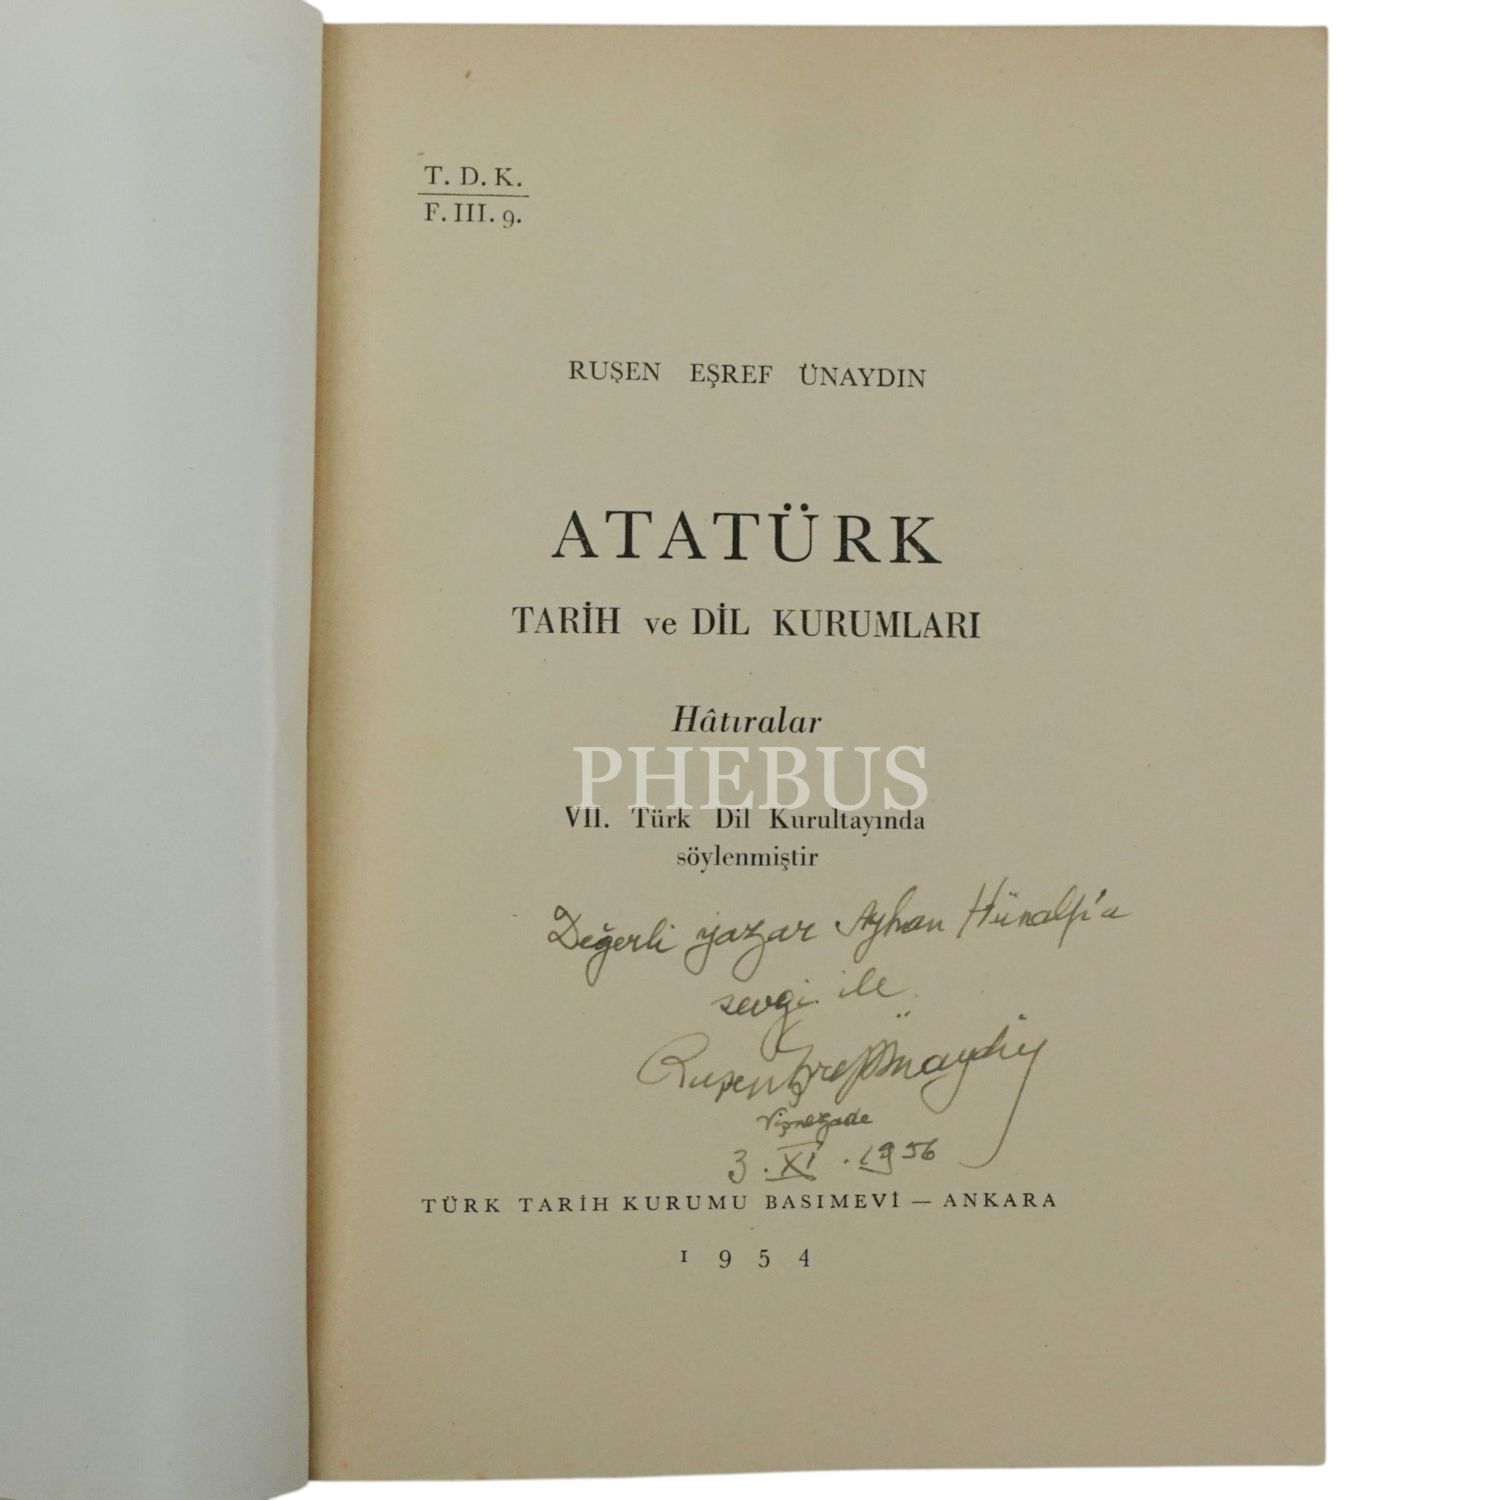 T. D. K.
F. III. 9.
RUŞEN EŞREF ÜNAYDIN
ATATÜRK
TARİH ve DİL KURUMLARI
Hâtıralar
PHEBUS
VII. Türk Dil Kurultayında
söylenmiştir
Değerli yazar Ayhan Hünalp'a
sevgi ile
Ruşen Eşref Ünaydın
Vişnezade
3.XI.1956
TÜRK TARİH KURUMU BASIMEVİ — ANKARA
1954